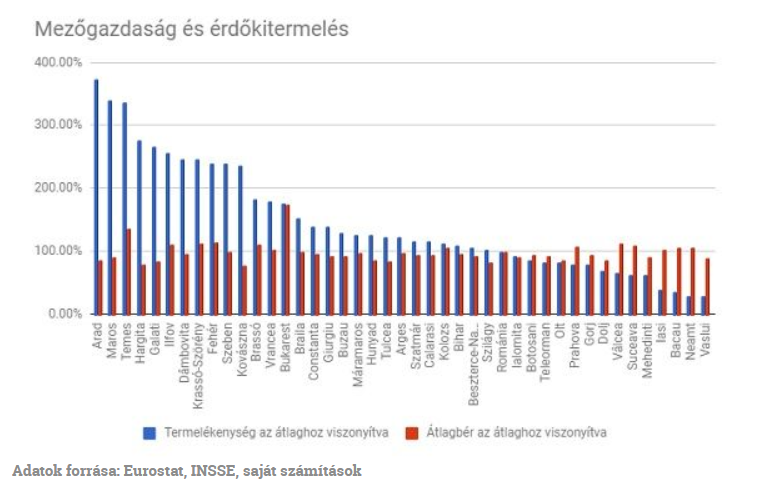 Mezőgazdaság és érdőkitermelés
400.00%
300.00%
200.00%
100.00%
0.00%
Arad
Maros
Temes
Hargita
Galati
Ilfov
Dâmbovita
Krassó-Szörény
Fehér
Szeben
Kovászna
Brassó
Vrancea
Bukarest
Braila
Constanta
Giurgiu
Buzau
Máramaros
Hunyad
Tulcea
Arges
Szatmár
Calarasi
Kolozs
Bihar
Beszterce-Na...
Szilágy
Románia
Ialomita
Botosani
Teleorman
Olt
Prahova
Gorj
Dolj
Vâlcea
Suceava
Mehedinti
Iasi
Bacau
Neamt
Vaslui
Termelékenység az átlaghoz viszonyítva
Átlagbér az átlaghoz viszonyítva
Adatok forrása: Eurostat, INSSE, saját számítások